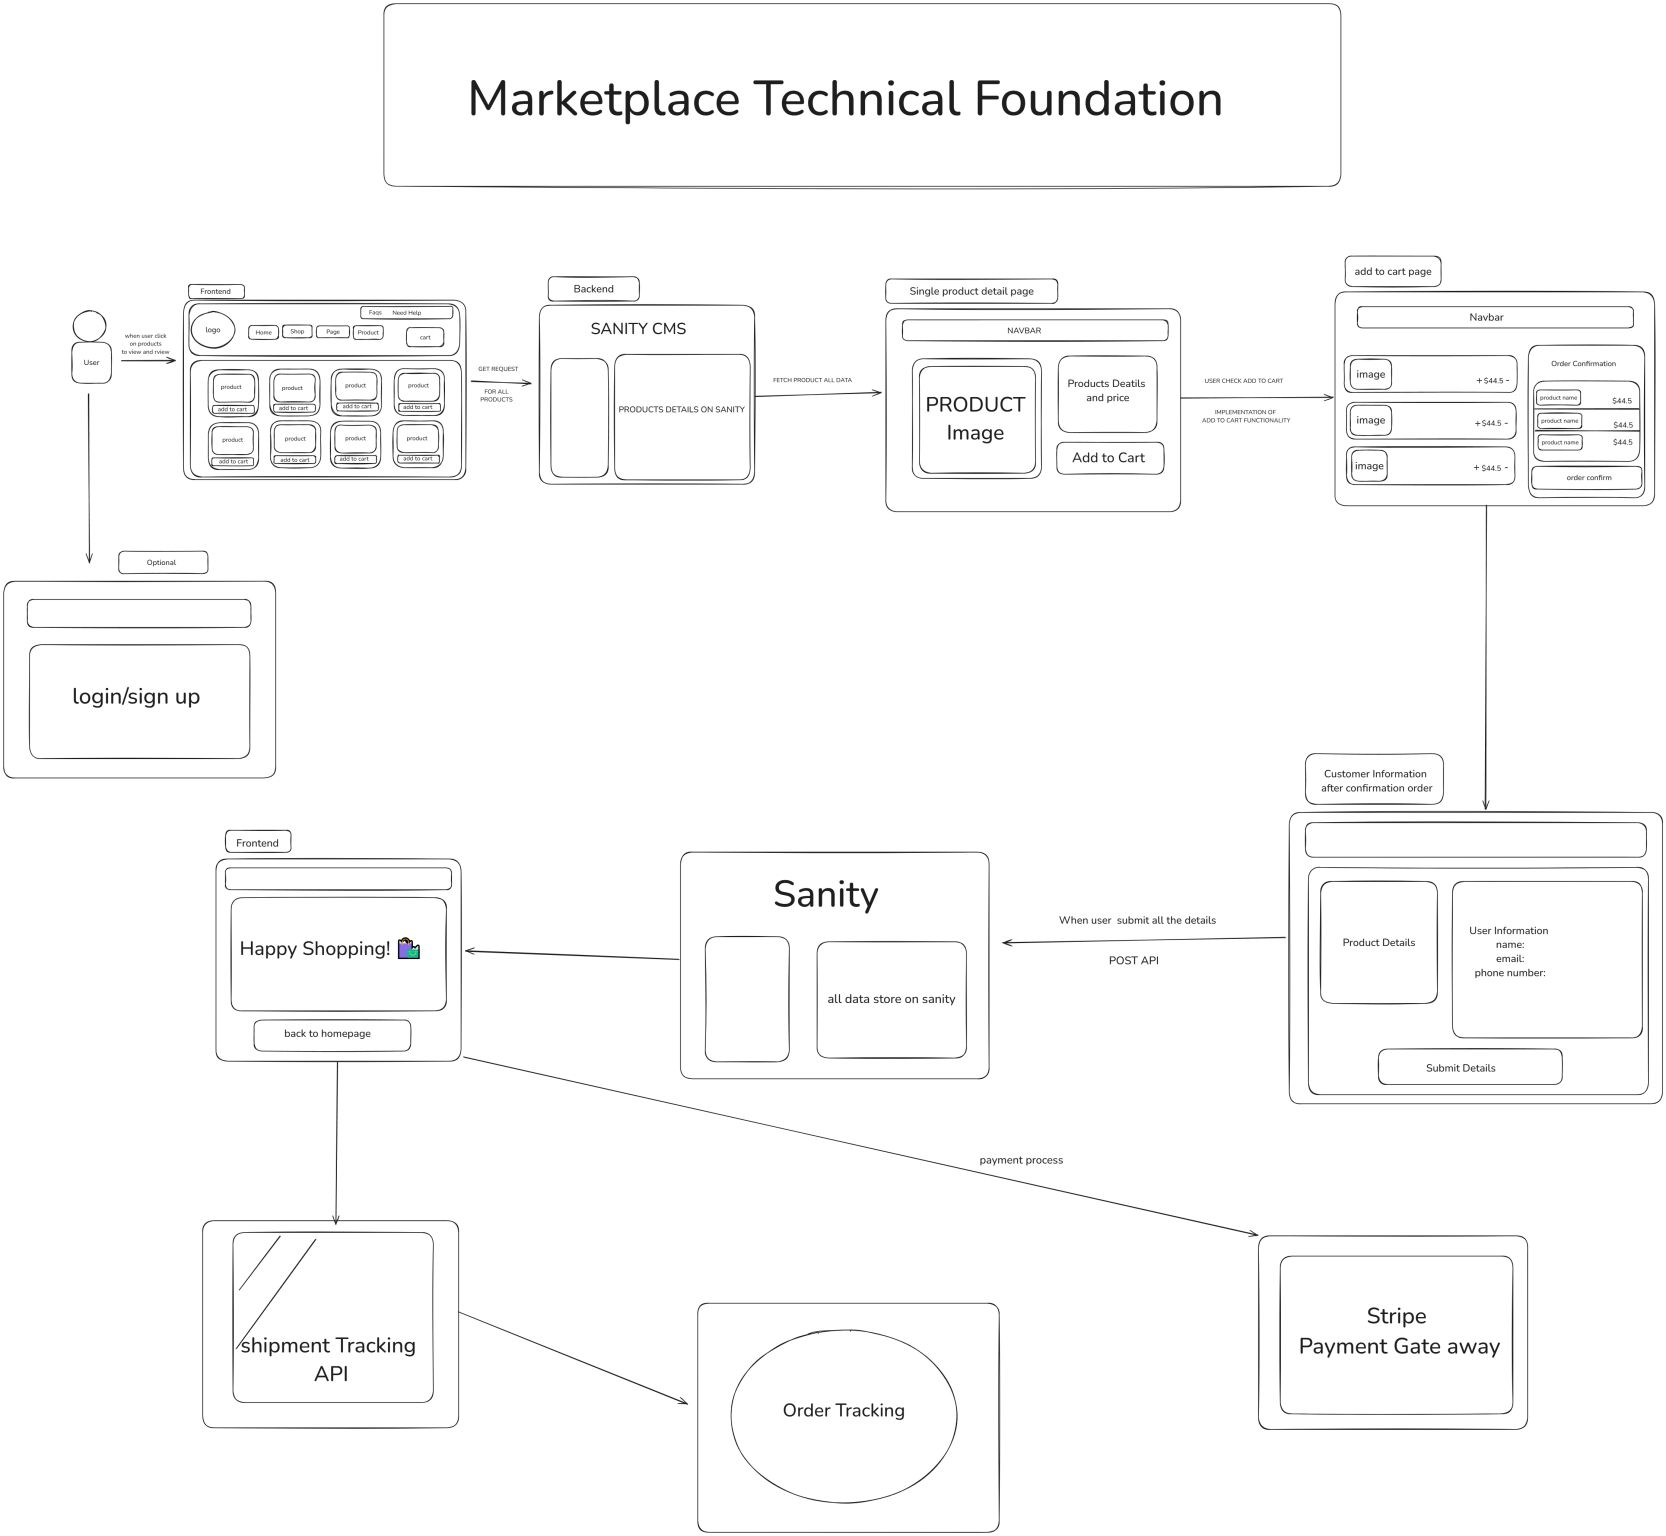 Marketplace Technical Foundation
User
when user click
on products
to view and rview
Frontend
Faqs Need Help
logo
Home Shop Page Product
cart
product product product product
add to cart add to cart add to cart add to cart
product product product product
add to cart add to cart add to cart add to cart
GET REQUEST
FOR ALL
PRODUCTS
Backend
SANITY CMS
PRODUCTS DETAILS ON SANITY
FETCH PRODUCT ALL DATA
Single product detail page
NAVBAR
PRODUCT
Image
Products Deatils
and price
Add to Cart
USER CHECK ADD TO CART
IMPLEMENTATION OF
ADD TO CART FUNCTIONALITY
add to cart page
Navbar
image + $44.5 -
image + $44.5 -
image + $44.5 -
Order Confirmation
product name $44.5
product name $44.5
product name $44.5
order confirm
Optional
login/sign up
Customer Information
after confirmation order
Product Details
User Information
name:
email:
phone number:
Submit Details
When user submit all the details
POST API
Sanity
all data store on sanity
Frontend
Happy Shopping! 🛍️
back to homepage
payment process
shipment Tracking
API
Order Tracking
Stripe
Payment Gate away